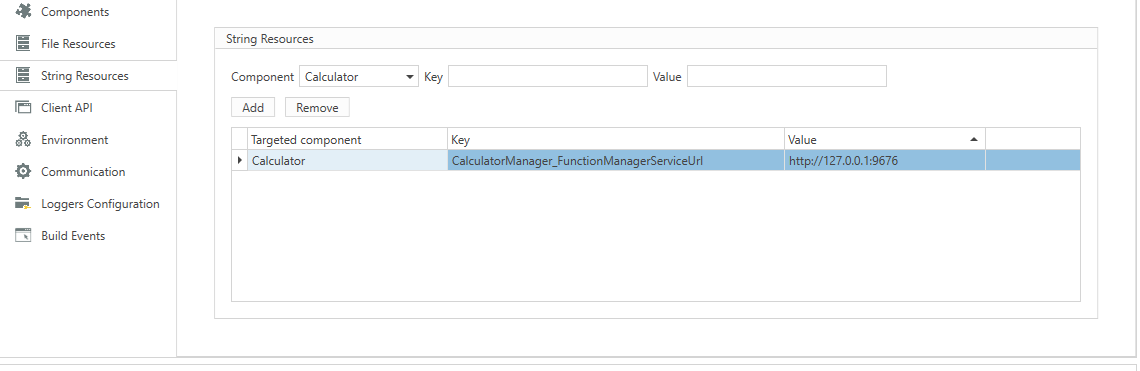 Components
File Resources
String Resources
Client API
Environment
Communication
Loggers Configuration
Build Events
String Resources
Component Calculator Key Value
Add Remove
Targeted component Key Value
Calculator CalculatorManager_FunctionManagerServiceUrl http://127.0.0.1:9676